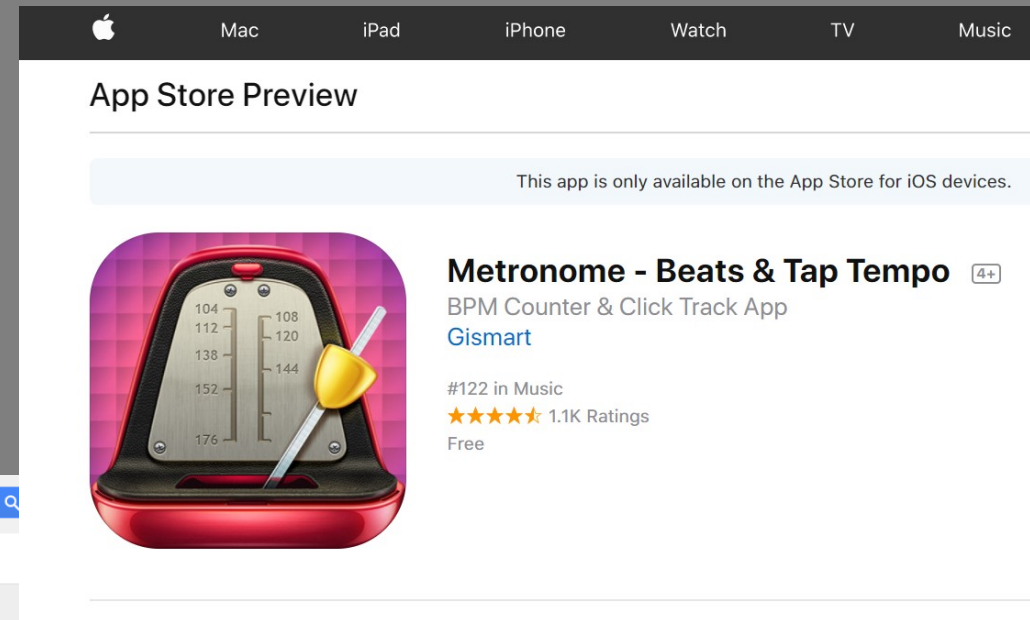 Mac iPad iPhone Watch TV Music
App Store Preview
This app is only available on the App Store for iOS devices.
Metronome - Beats & Tap Tempo 4+
BPM Counter & Click Track App
Gismart
#122 in Music
1.1K Ratings
Free
104 108
112 120
138 144
152
176